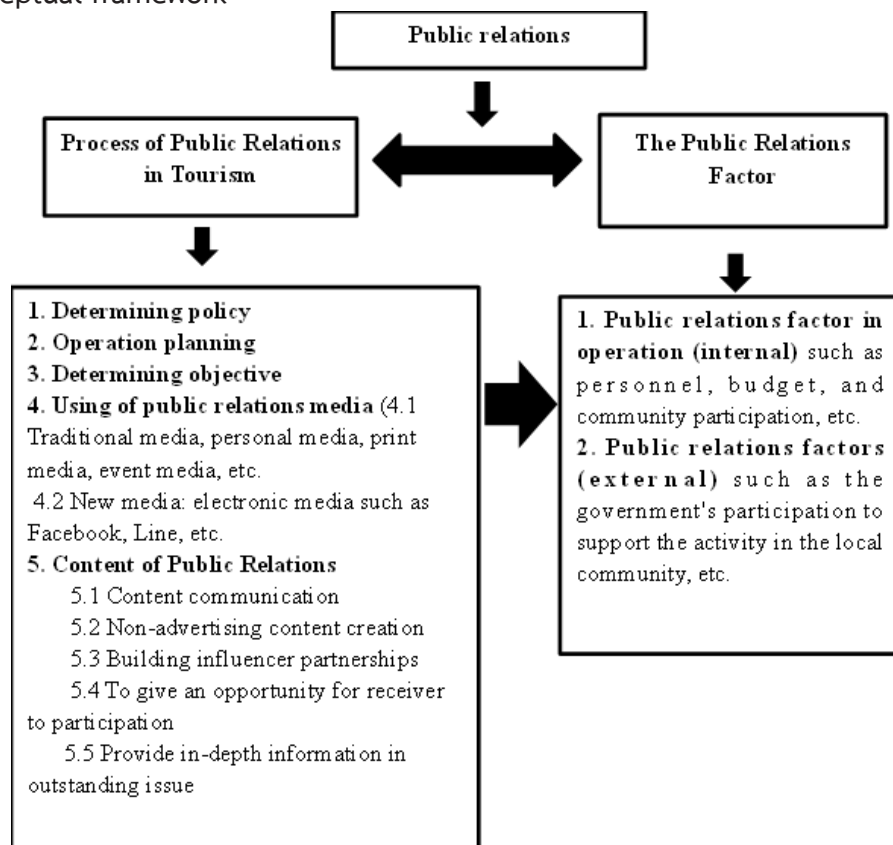 Public relations
Process of Public Relations
in Tourism
The Public Relations
Factor
1. Determining policy
2. Operation planning
3. Determining objective
4. Using of public relations media (4.1
Traditional media, personal media, print
media, event media, etc.
4.2 New media: electronic media such as
Facebook, Line, etc.
5. Content of Public Relations
5.1 Content communication
5.2 Non-advertising content creation
5.3 Building influencer partnerships
5.4 To give an opportunity for receiver
to participation
5.5 Provide in-depth information in
outstanding issue
1. Public relations factor in
operation (internal) such as
personnel, budget, and
community participation, etc.
2. Public relations factors
(external) such as the
government's participation to
support the activity in the local
community, etc.